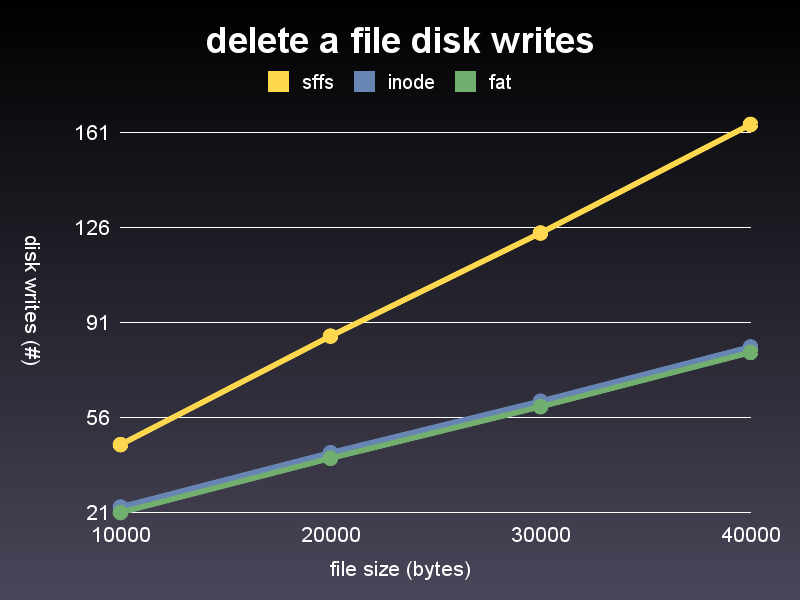 delete a file disk writes
sffs inode fat
161
126
91
56
21
disk writes (#)
10000 20000 30000 40000
file size (bytes)